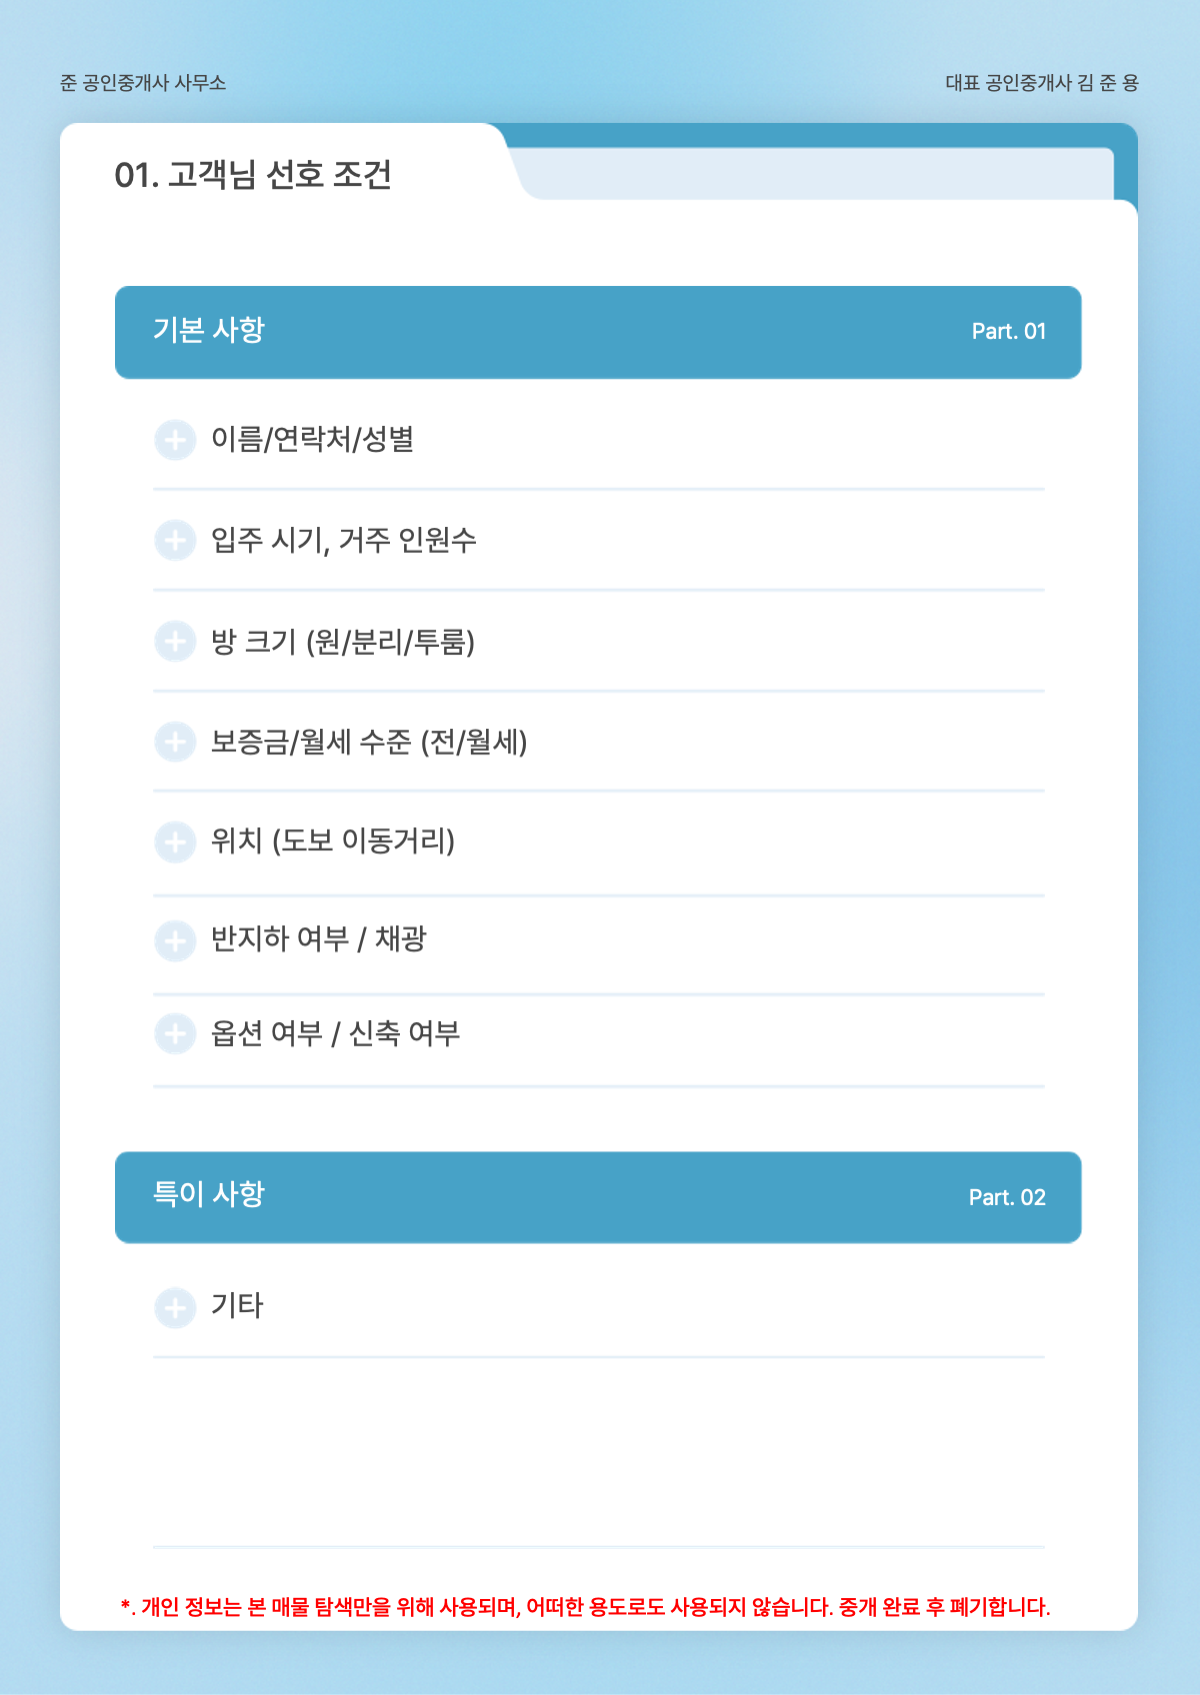 준 공인중개사 사무소
대표 공인중개사 김 준 용
01. 고객님 선호 조건
기본 사항
Part. 01
이름/연락처/성별
입주 시기, 거주 인원수
방 크기 (원/분리/투룸)
보증금/월세 수준 (전/월세)
위치 (도보 이동거리)
반지하 여부 / 채광
옵션 여부 / 신축 여부
특이 사항
Part. 02
기타
*. 개인 정보는 본 매물 탐색만을 위해 사용되며, 어떠한 용도로도 사용되지 않습니다. 중개 완료 후 폐기합니다.